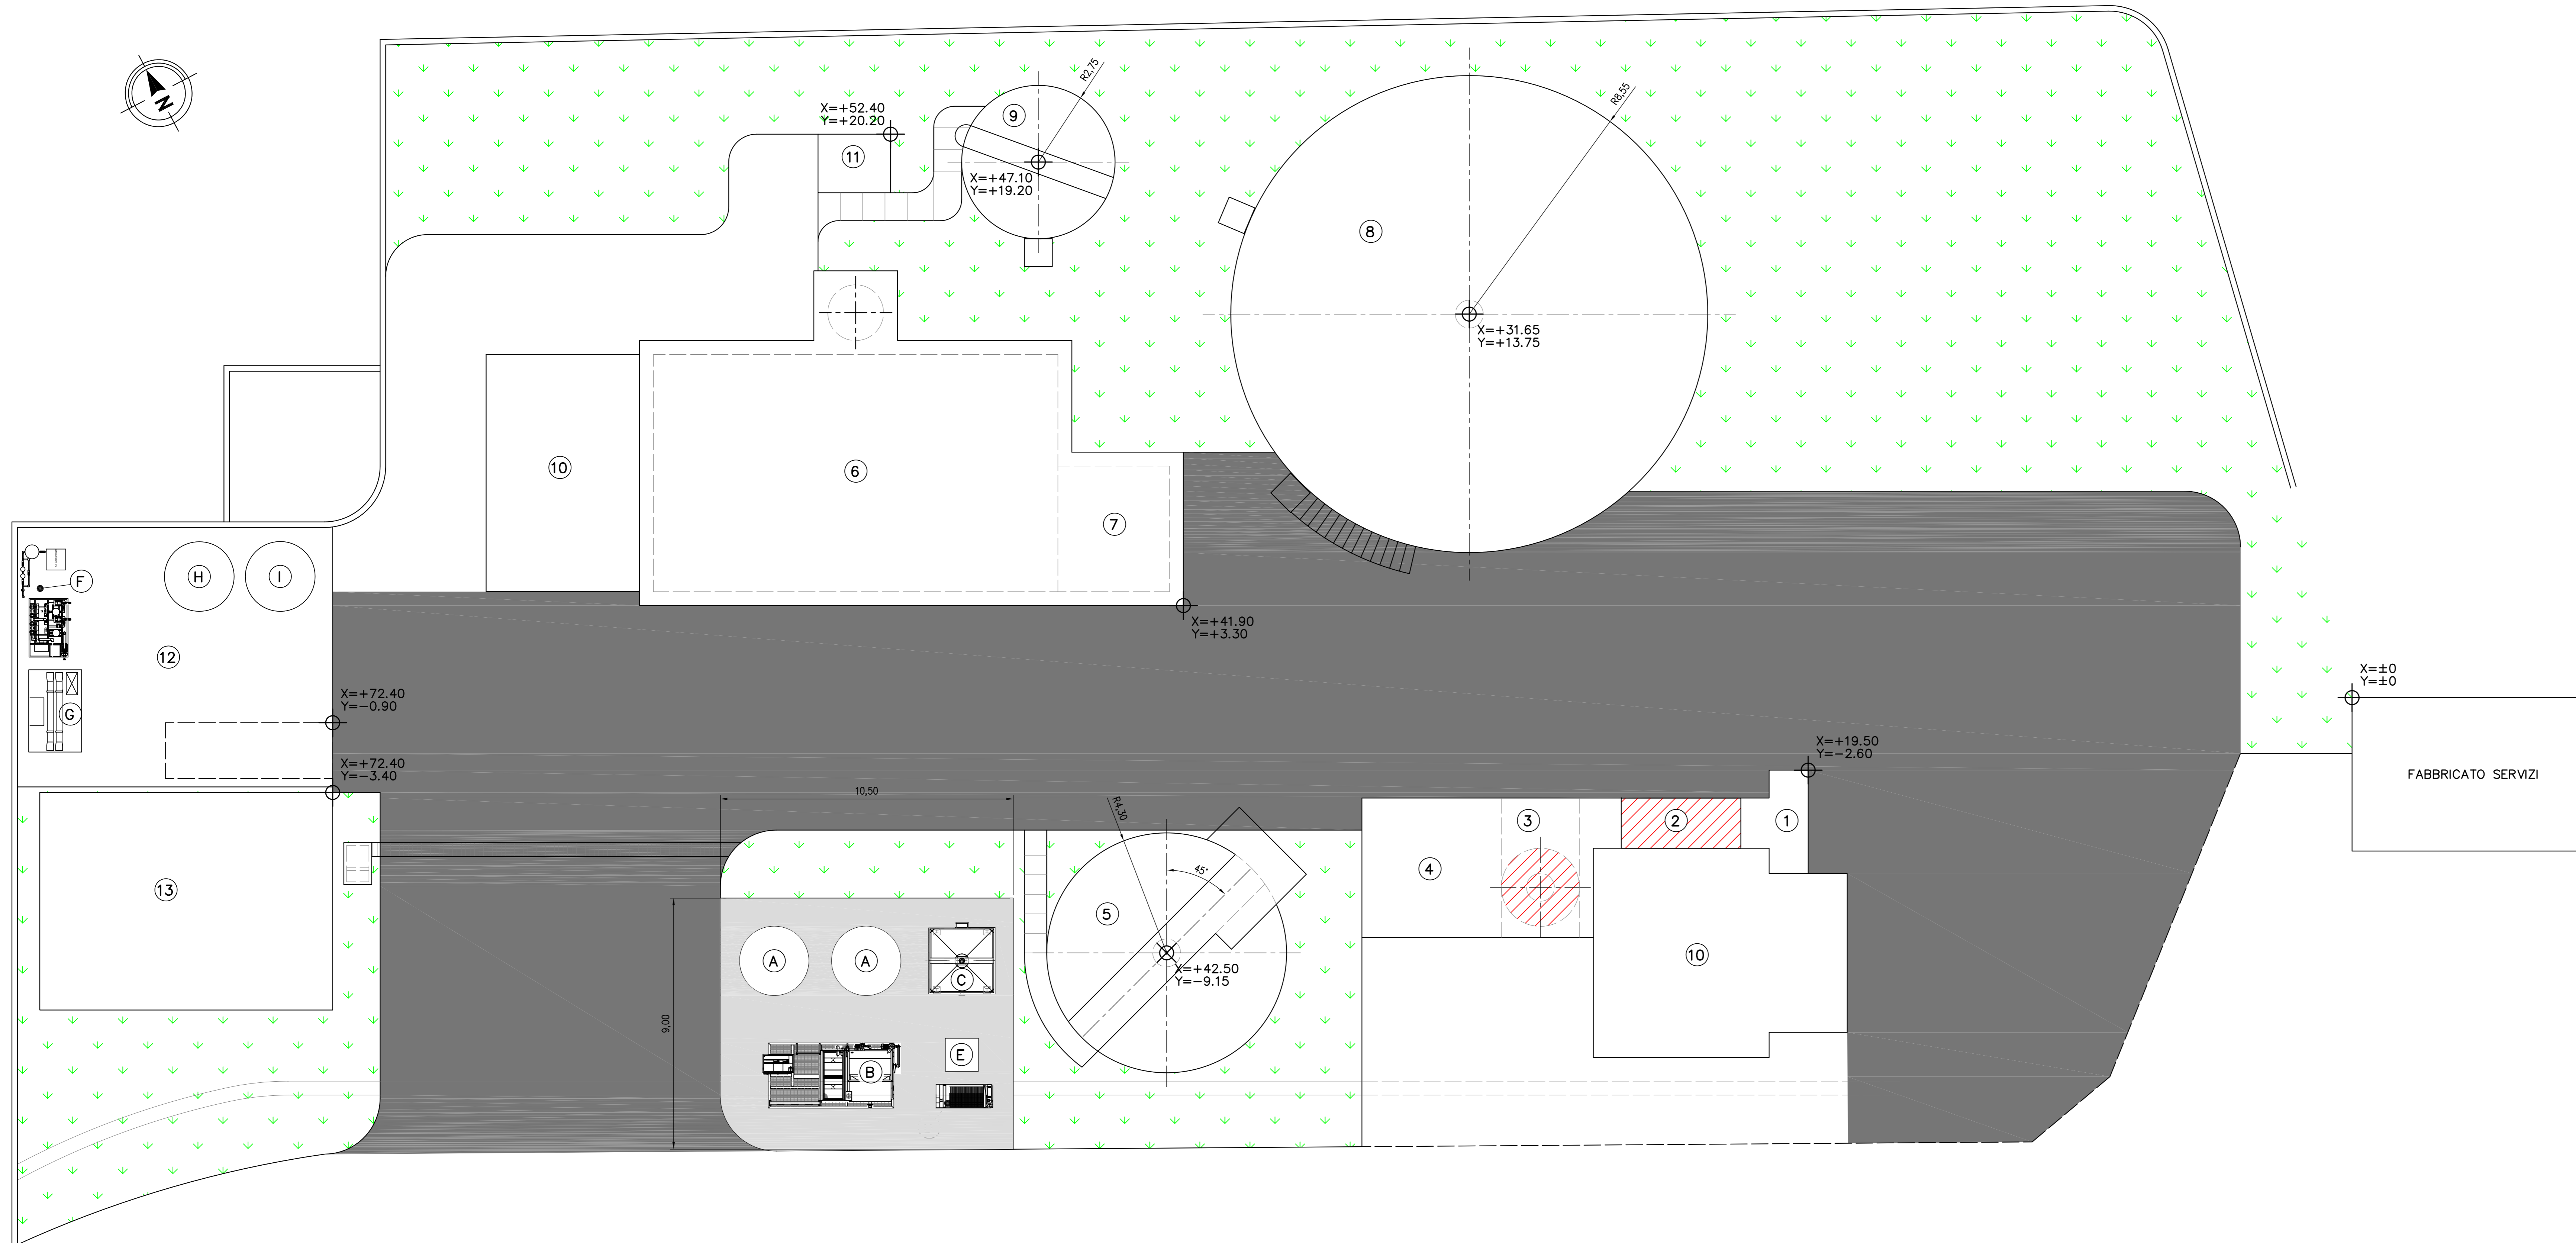 N
R2,75
R8,55
X=+52.40
Y=+20.20
9
11
X=+47.10
Y=+19.20
8
X=+31.65
Y=+13.75
10
6
7
H
I
F
X=+41.90
Y=+3.30
12
X=±0
Y=±0
X=+72.40
Y=-0.90
G
X=+19.50
Y=-2.60
X=+72.40
Y=-3.40
FABBRICATO SERVIZI
10,50
R4,30
3
2
1
4
45°
13
5
A
A
C
X=+42.50
Y=-9.15
10
9,00
E
B